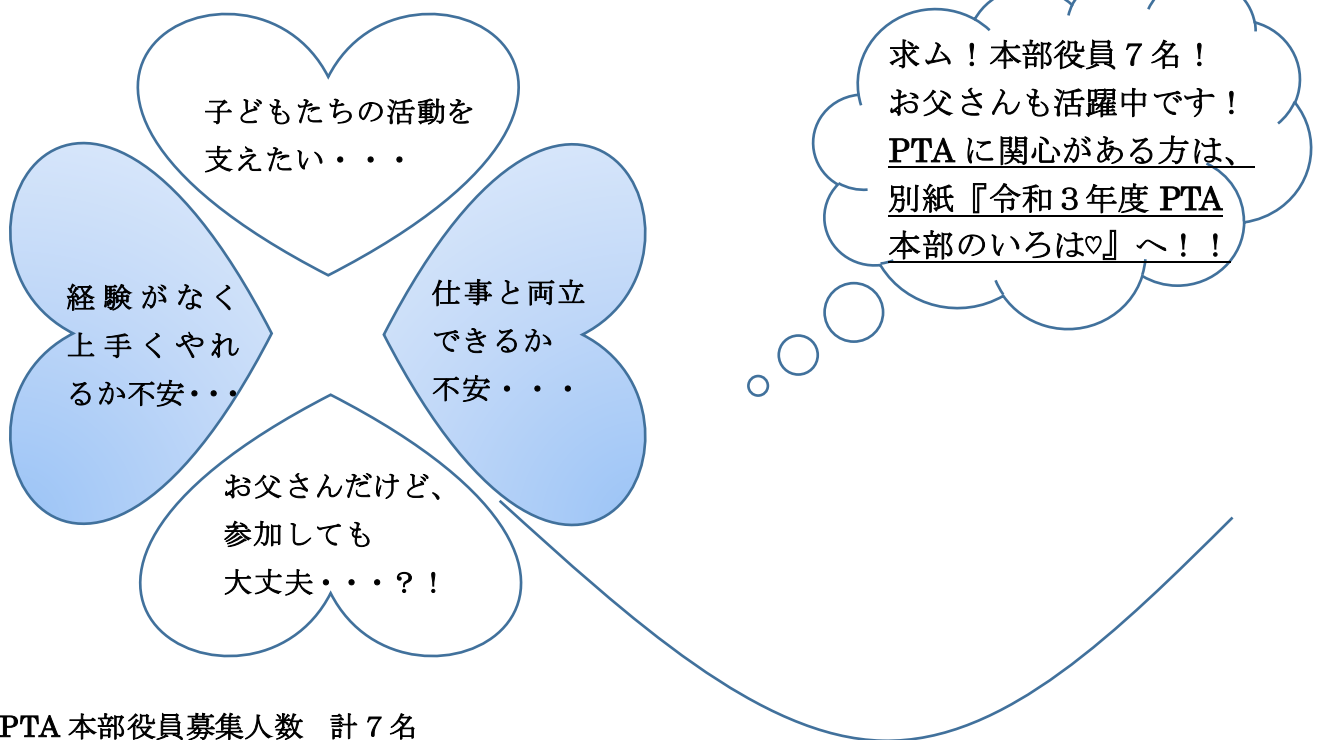 子どもたちの活動を
支えたい・・・
求ム！本部役員７名！
お父さんも活躍中です！
PTA に関心がある方は、
別紙『令和３年度 PTA
本部のいろは♡』へ！！
経験がなく
上手くやれ
るか不安・・・
仕事と両立
できるか
不安・・・
お父さんだけど、
参加しても
大丈夫・・・？！
PTA 本部役員募集人数　計７名